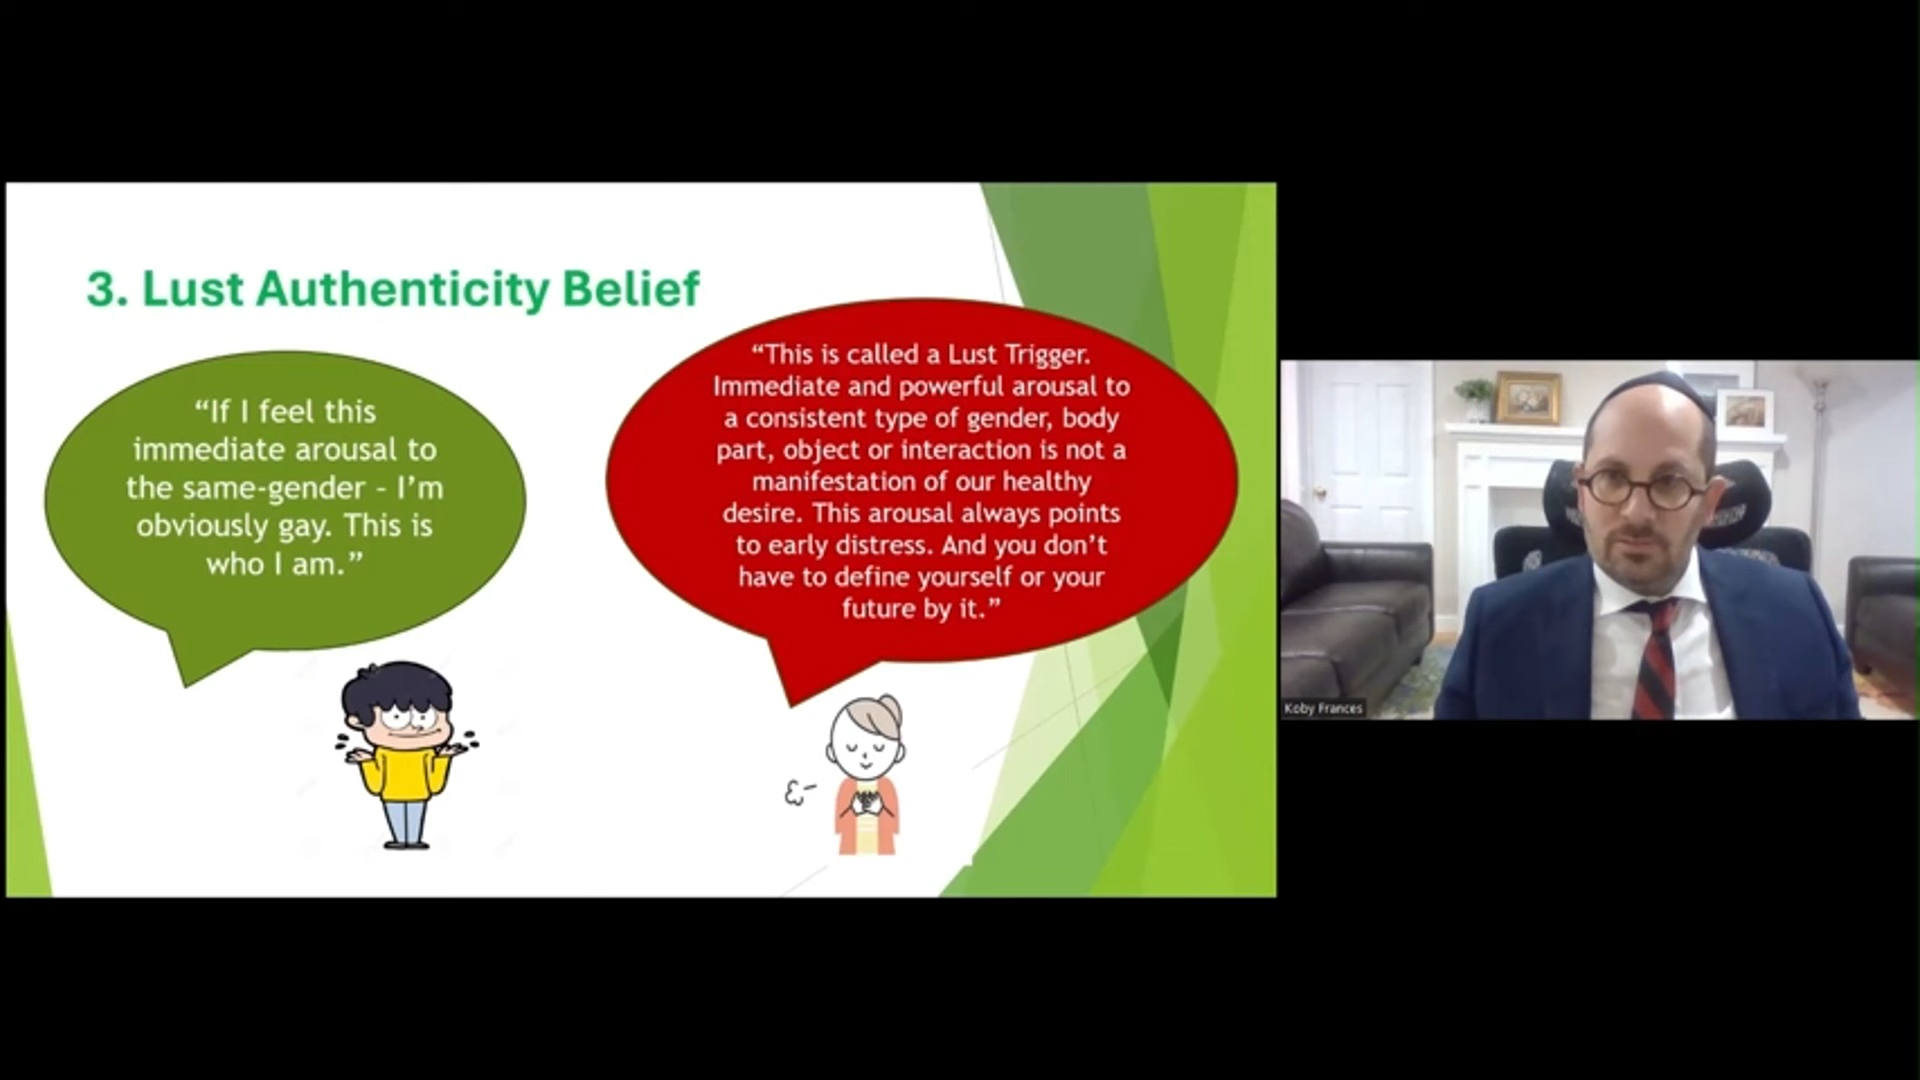 3. Lust Authenticity Belief
“If I feel this
immediate arousal to
the same-gender – I’m
obviously gay. This is
who I am.”
“This is called a Lust Trigger.
Immediate and powerful arousal to
a consistent type of gender, body
part, object or interaction is not a
manifestation of our healthy
desire. This arousal always points
to early distress. And you don’t
have to define yourself or your
future by it.”
Koby Frances